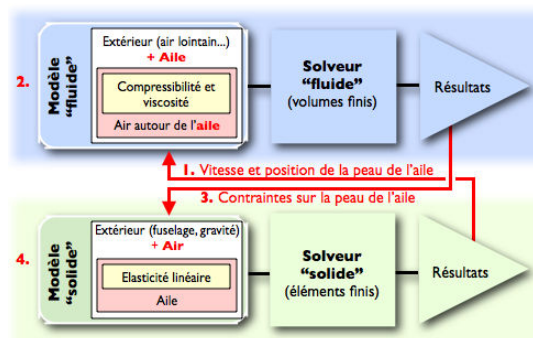 2.
Modèle
"fluide"
Extérieur (air lointain...)
+ Aile
Compressibilité et
viscosité
Air autour de l'aile
Solveur
"fluide"
(volumes finis)
Résultats
1. Vitesse et position de la peau de l'aile
3. Contraintes sur la peau de l'aile
4.
Modèle
"solide"
Extérieur (fuselage, gravité)
+ Air
Elasticité linéaire
Aile
Solveur
"solide"
(éléments finis)
Résultats